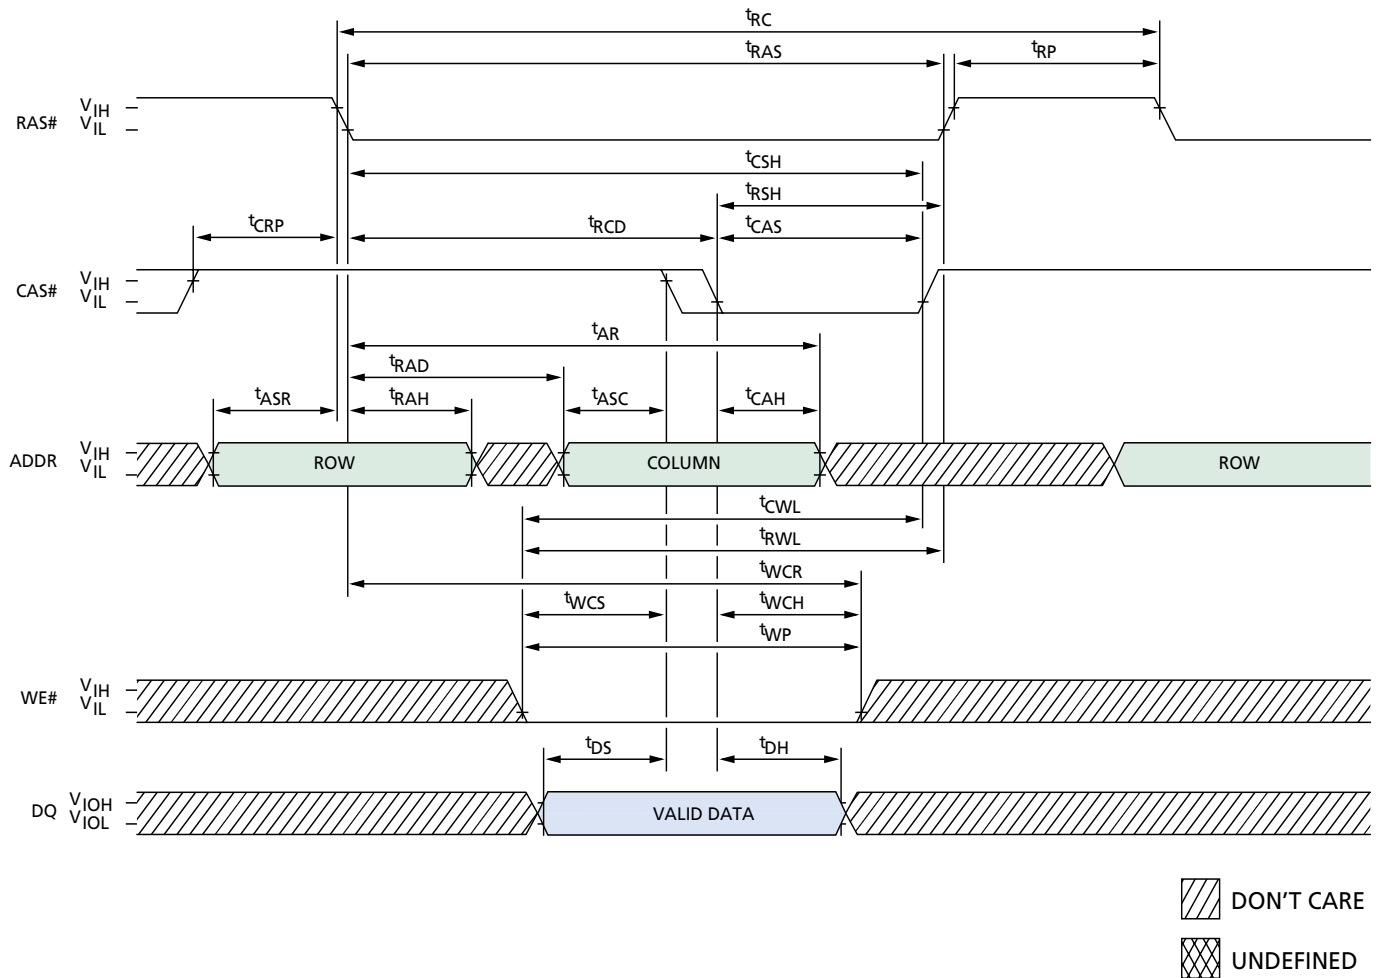 tRC
tRAS
tRP
RAS# VIH
VIL
tCSH
tRSH
tCRP
tRCD
tCAS
CAS# VIH
VIL
tAR
tRAD
tASR
tRAH
tASC
tCAH
ADDR VIH
VIL
ROW
COLUMN
ROW
tCWL
tRWL
tWCR
tWCS
tWCH
tWP
WE# VIH
VIL
tDS
tDH
DQ VIOH
VIOL
VALID DATA
DON'T CARE
UNDEFINED